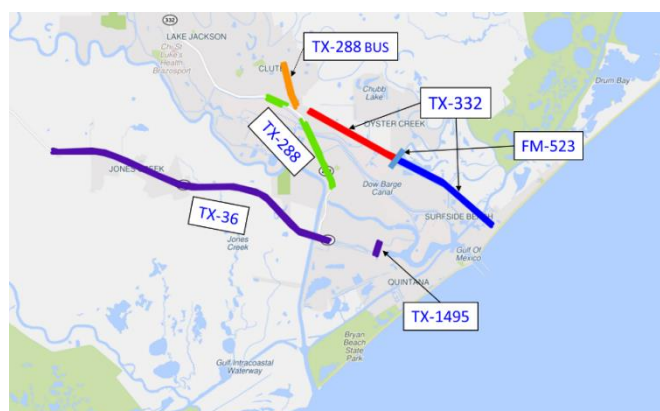 332
LAKE JACKSON
TX-288 BUS
Chi St
Luke's
Health
Brazosport
CLUTE
Drum Bay
Chubb
Lake
TX-332
OYSTER CREEK
TX-288
FM-523
JONES CREEK
Dow Barge
Canal
TX-36
SURFSIDE BEACH
Jones
Creek
Gulf Of
Mexico
QUINTANA
TX-1495
Bryan
Beach
State
Park
Gulf Intracoastal
Waterway